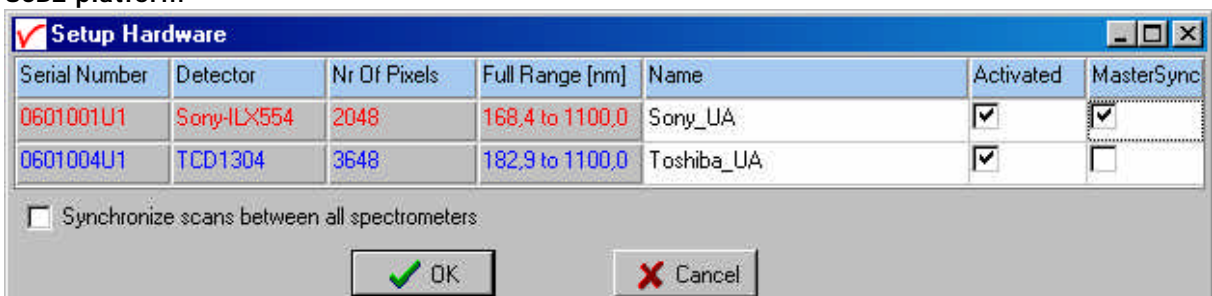 Setup Hardware
Serial Number Detector Nr Of Pixels Full Range [nm] Name Activated MasterSync
0601001U1 Sony-ILX554 2048 168,4 to 1100,0 Sony_UA
0601004U1 TCD1304 3648 182,9 to 1100,0 Toshiba_UA
Synchronize scans between all spectrometers
OK Cancel